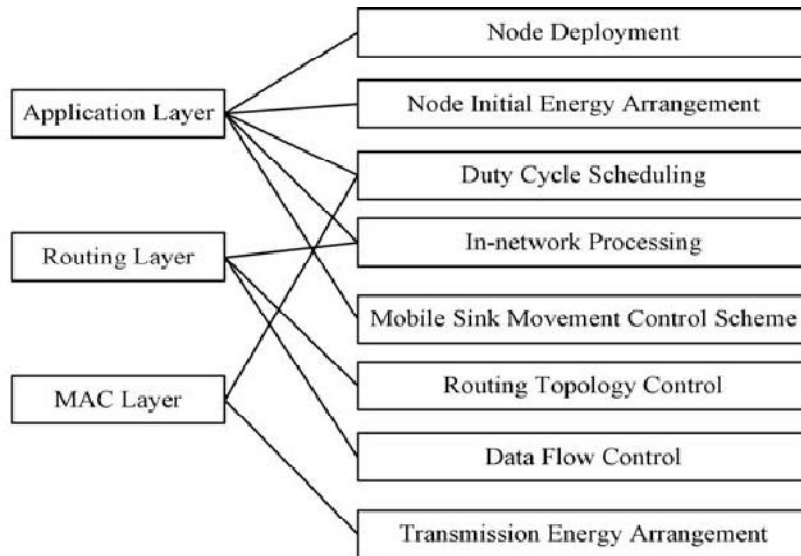 Node Deployment
Application Layer
Node Initial Energy Arrangement
Duty Cycle Scheduling
Routing Layer
In-network Processing
Mobile Sink Movement Control Scheme
MAC Layer
Routing Topology Control
Data Flow Control
Transmission Energy Arrangement